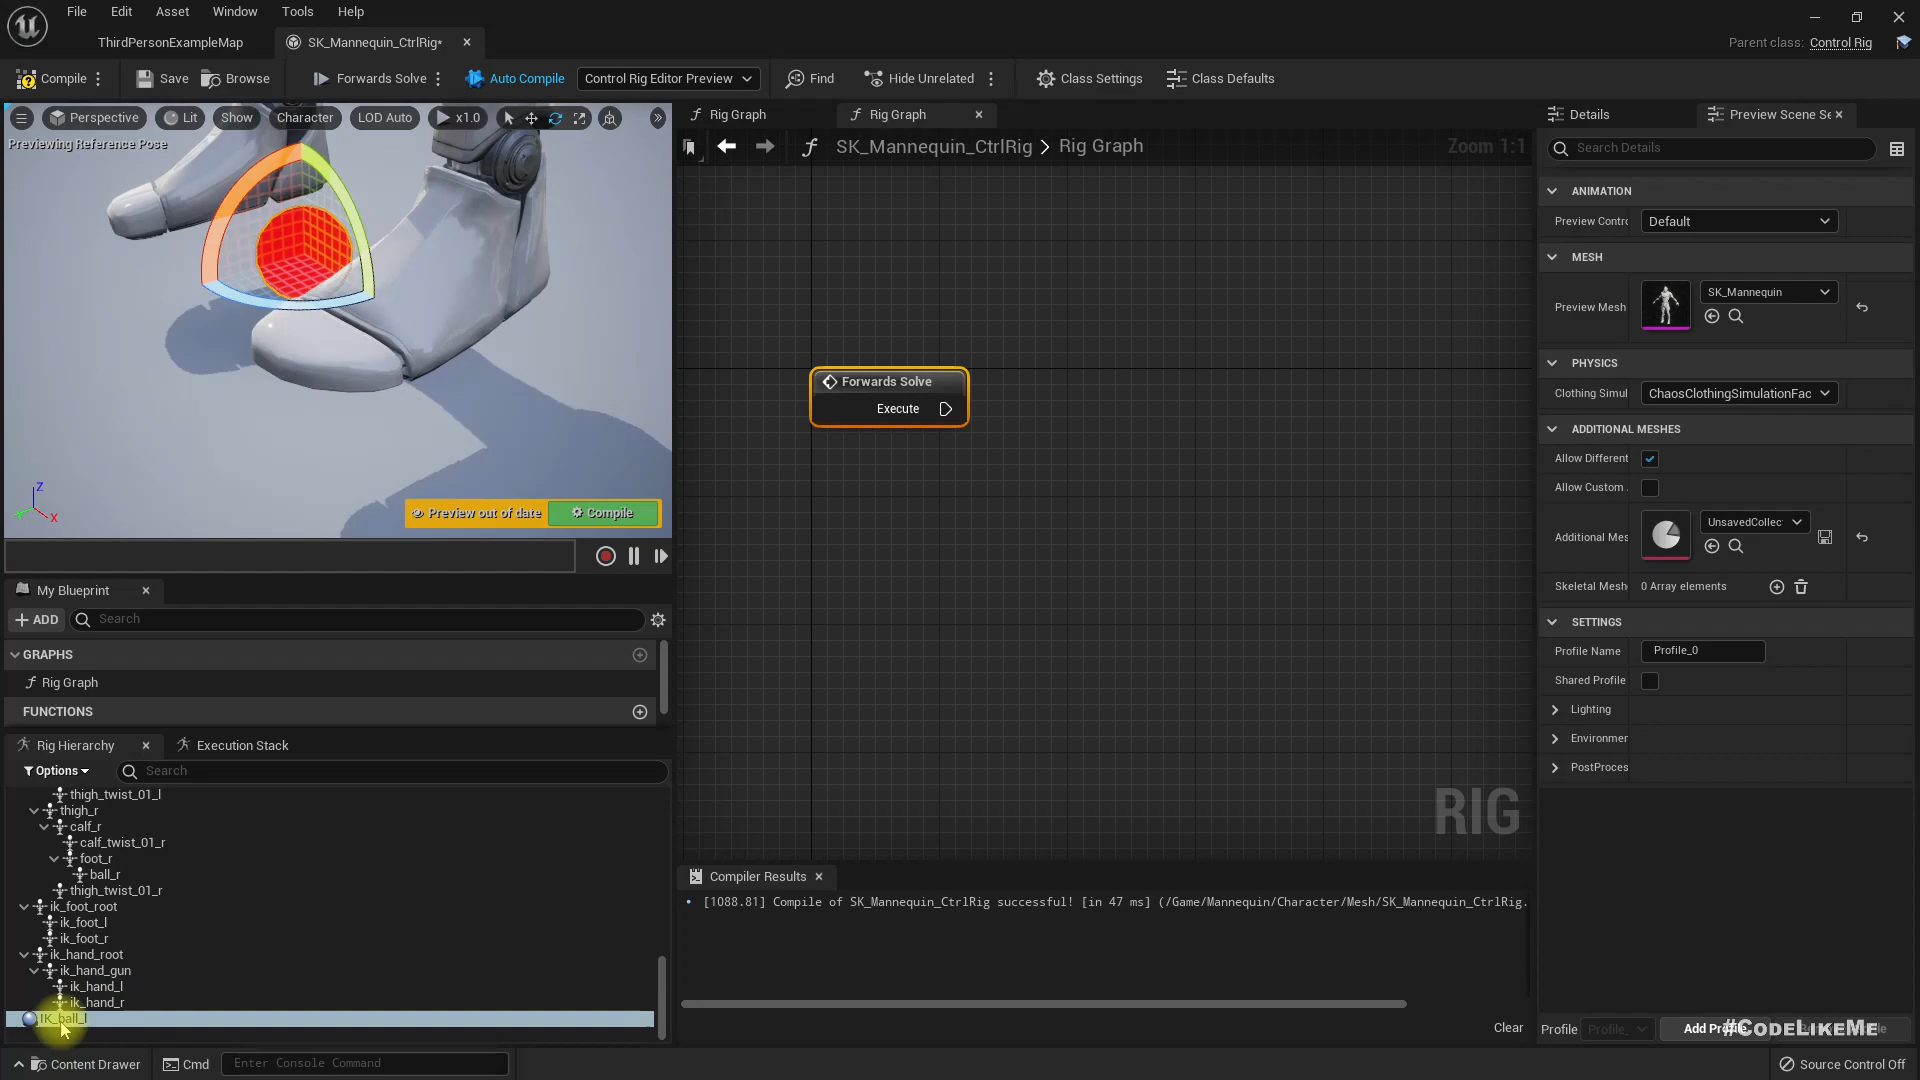 File Edit Asset Window Tools Help
ThirdPersonExampleMap
SK_Mannequin_CtrlRig*
Parent class: Control Rig
Compile Save Browse Forwards Solve Auto Compile Control Rig Editor Preview Find Hide Unrelated Class Settings Class Defaults
Perspective Lit Show Character LOD Auto x1.0
Previewing Reference Pose
Z
X
Preview out of date Compile
My Blueprint
ADD Search
GRAPHS
Rig Graph
FUNCTIONS
Rig Hierarchy Execution Stack
Options Search
thigh_twist_01_l
thigh_r
calf_r
calf_twist_01_r
foot_r
ball_r
thigh_twist_01_r
ik_foot_root
ik_foot_l
ik_foot_r
ik_hand_root
ik_hand_gun
ik_hand_l
ik_hand_r
IK_ball_l
Rig Graph Rig Graph
SK_Mannequin_CtrlRig > Rig Graph Zoom 1:1
Forwards Solve
Execute
RIG
Compiler Results
[1088.81] Compile of SK_Mannequin_CtrlRig successful! [in 47 ms] (/Game/Mannequin/Character/Mesh/SK_Mannequin_CtrlRig.
Clear
Details Preview Scene Se
Search Details
ANIMATION
Preview Contro Default
MESH
Preview Mesh SK_Mannequin
PHYSICS
Clothing Simul ChaosClothingSimulationFac
ADDITIONAL MESHES
Allow Different
Allow Custom
Additional Mes UnsavedCollec
Skeletal Mesh 0 Array elements
SETTINGS
Profile Name Profile_0
Shared Profile
Lighting
Environmer
PostProces
Profile Add Profile
#CodeLikeMe
Content Drawer Cmd Enter Console Command Source Control Off